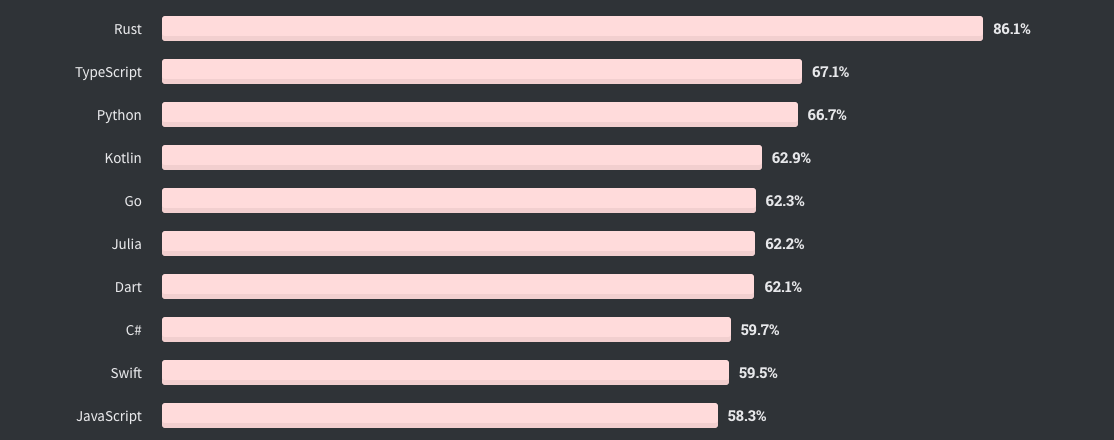 Rust 86.1%
TypeScript 67.1%
Python 66.7%
Kotlin 62.9%
Go 62.3%
Julia 62.2%
Dart 62.1%
C# 59.7%
Swift 59.5%
JavaScript 58.3%